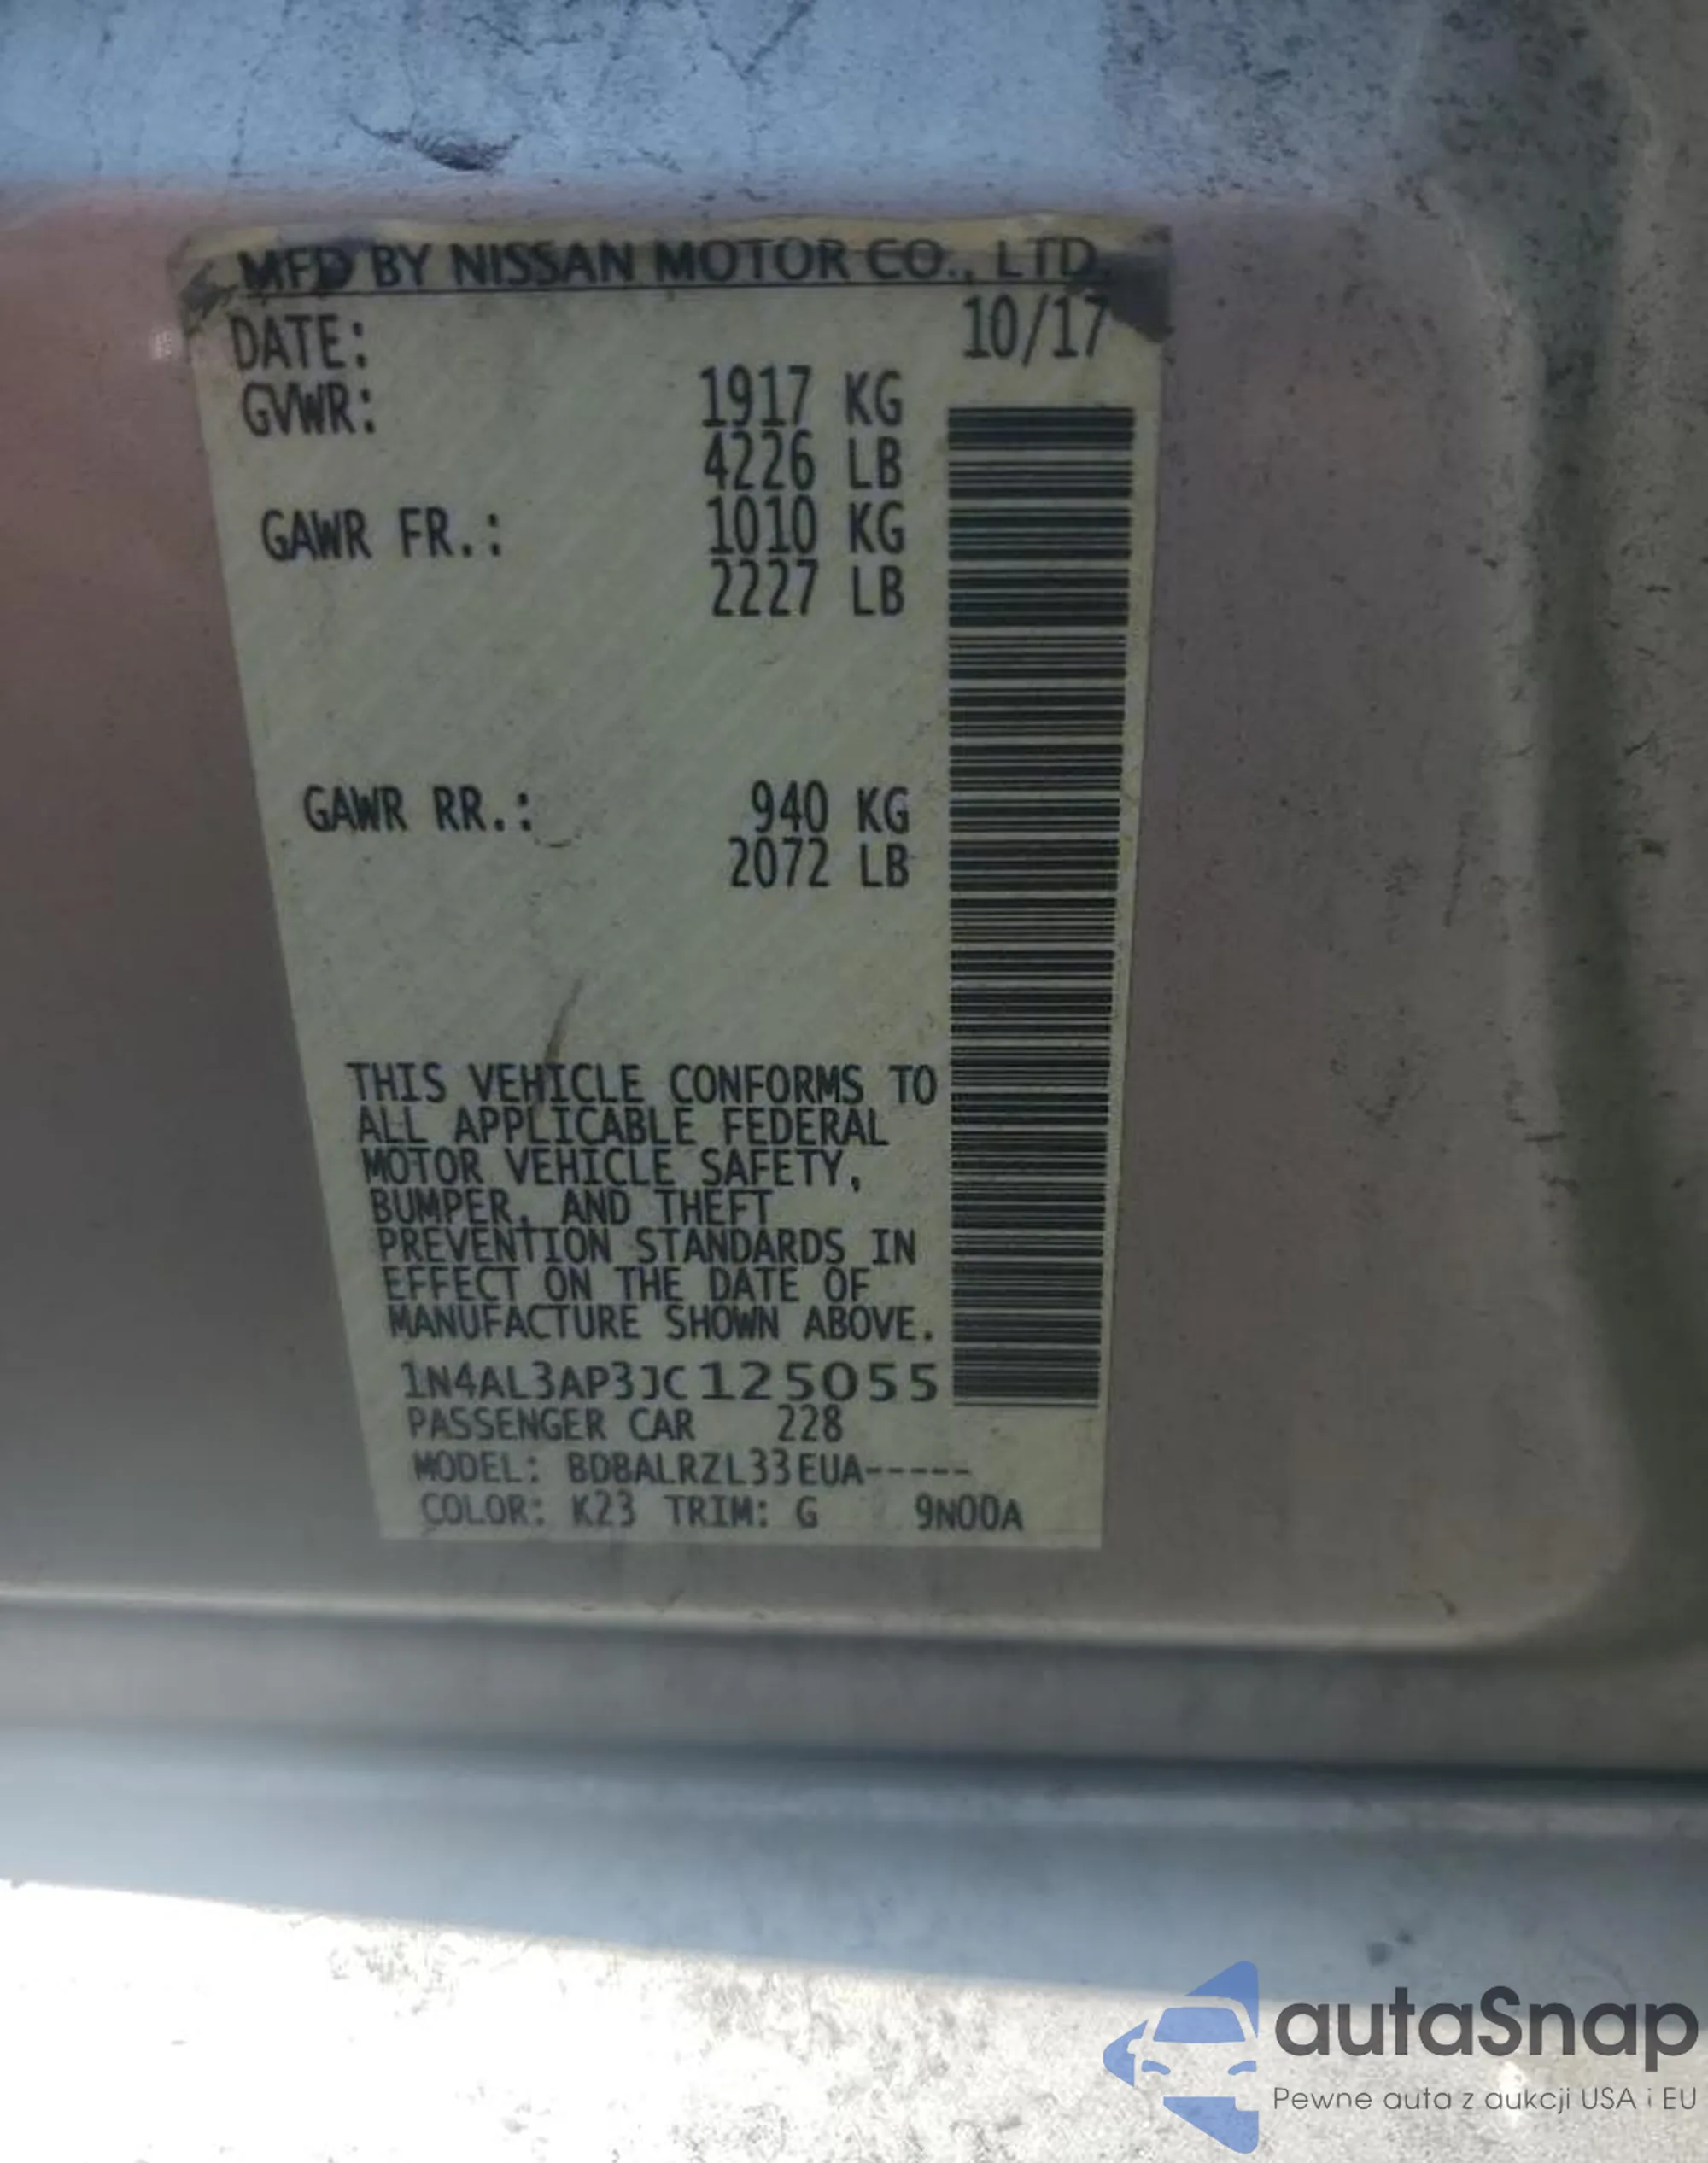 MFD BY NISSAN MOTOR CO., LTD.
DATE: 10/17
GVWR: 1917 KG
4226 LB
GAWR FR.: 1010 KG
2227 LB
GAWR RR.: 940 KG
2072 LB
THIS VEHICLE CONFORMS TO
ALL APPLICABLE FEDERAL
MOTOR VEHICLE SAFETY,
BUMPER, AND THEFT
PREVENTION STANDARDS IN
EFFECT ON THE DATE OF
MANUFACTURE SHOWN ABOVE.
1N4AL3AP3JC125055
PASSENGER CAR 228
MODEL: BDBALRZL33EUA-----
COLOR: K23 TRIM: G 9N00A
autaSnap
Pewne auta z aukcji USA i EU